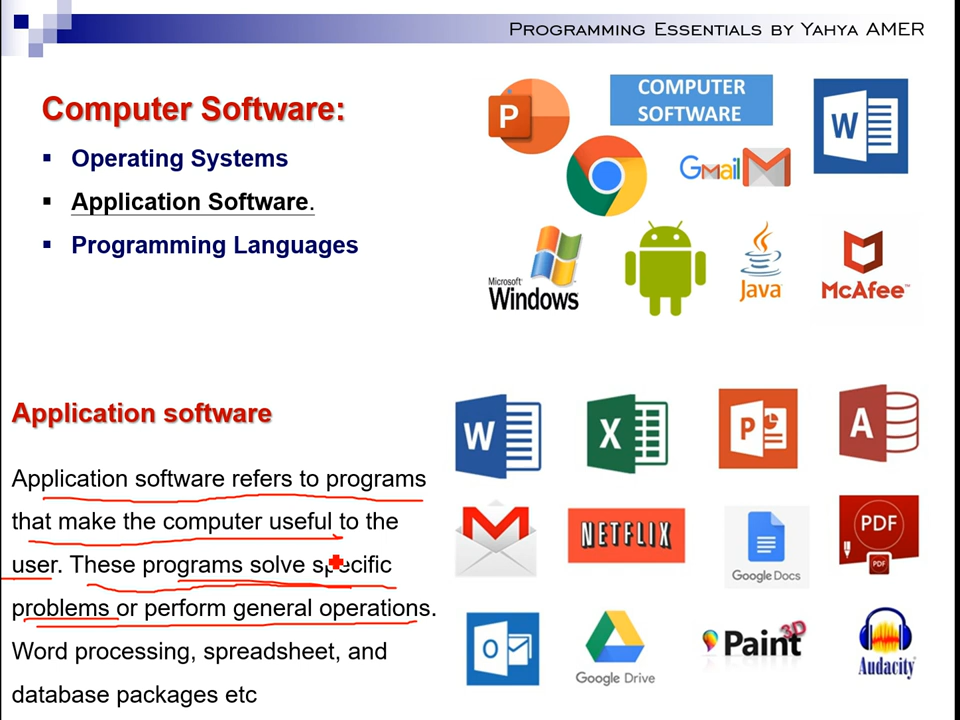 PROGRAMMING ESSENTIALS BY YAHYA AMER
Computer Software:
Operating Systems
Application Software.
Programming Languages
P
COMPUTER
SOFTWARE
W
Gmail
Microsoft
Windows
Java
McAfee™
Application software
Application software refers to programs
that make the computer useful to the
user. These programs solve specific
problems or perform general operations.
Word processing, spreadsheet, and
database packages etc
W
X
P
A
NETFLIX
Google Docs
PDF
PDF
O
Google Drive
Paint 3D
Audacity